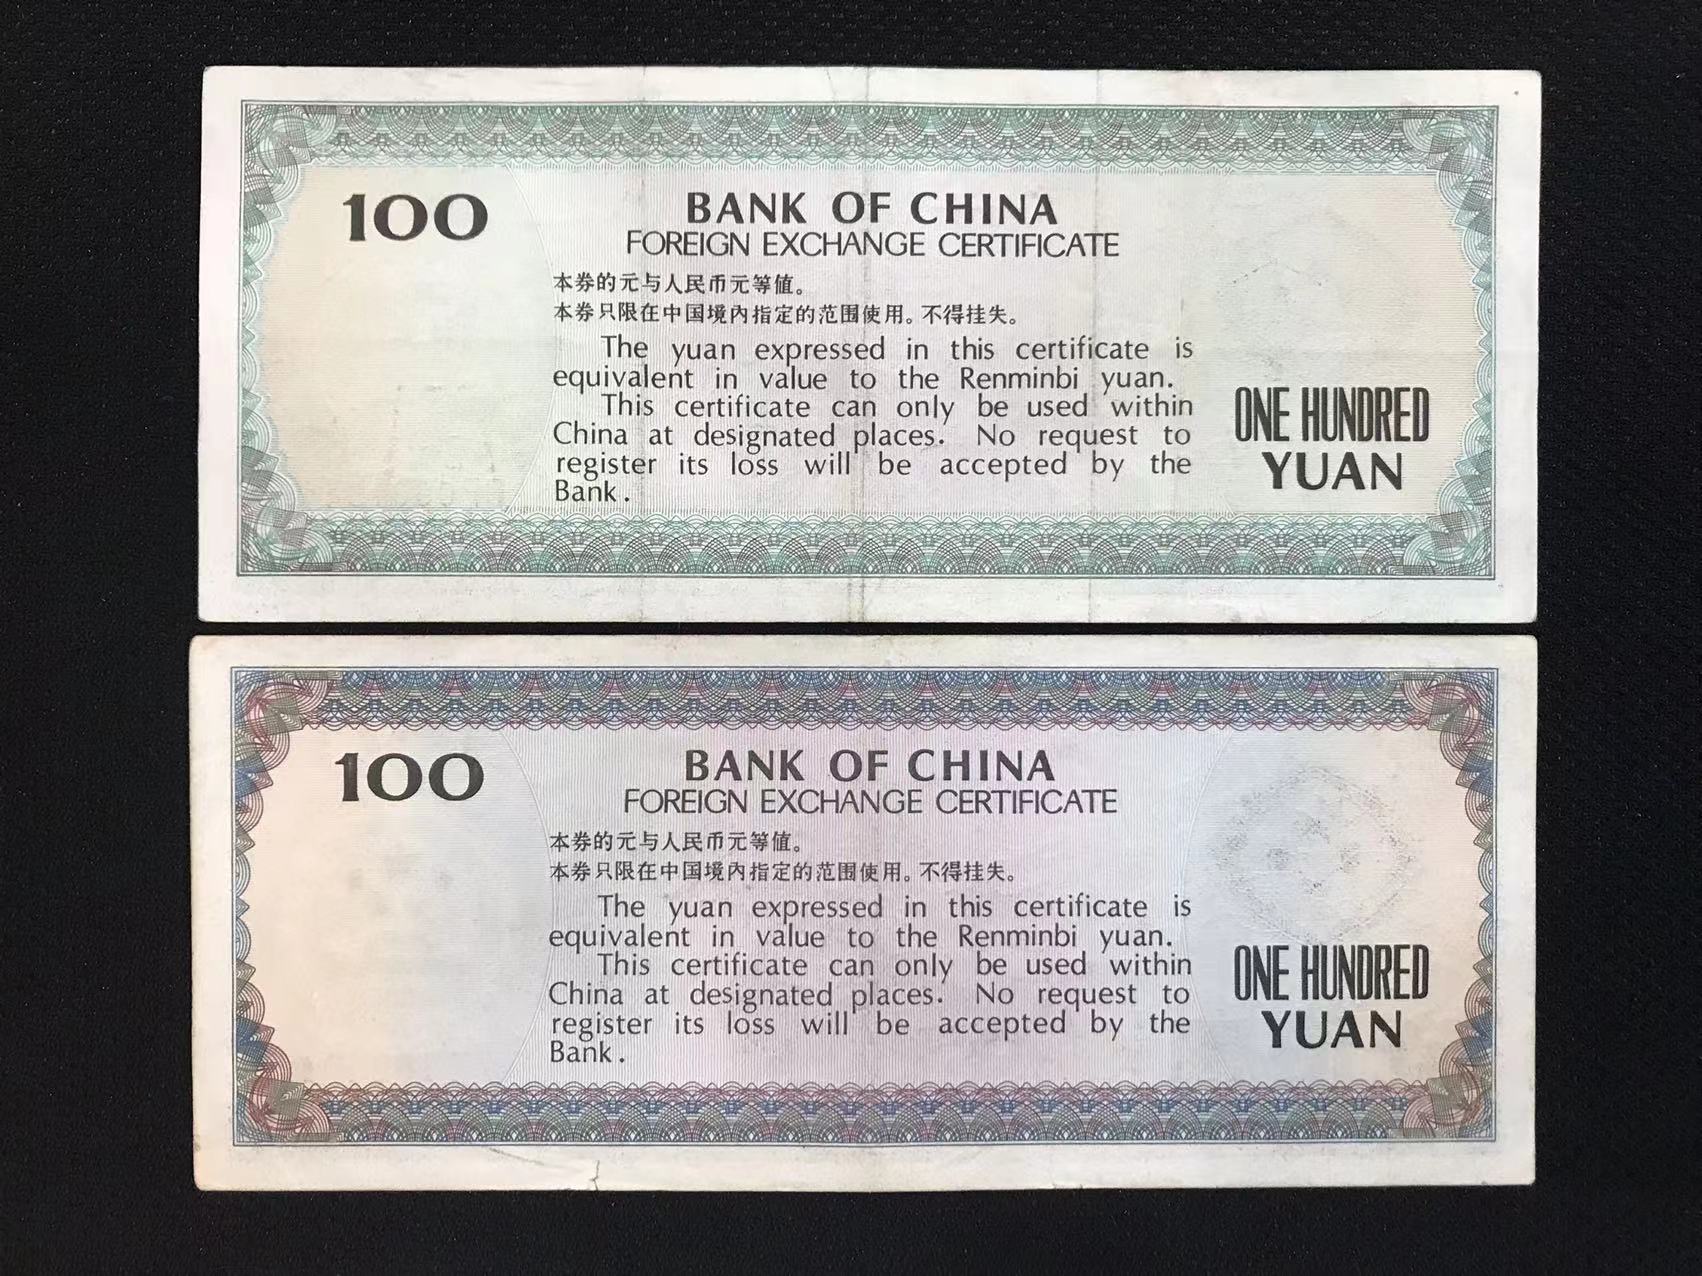 100
BANK OF CHINA
FOREIGN EXCHANGE CERTIFICATE
本券的元与人民币元等值。
本券只限在中国境内指定的范围使用。不得挂失。
The yuan expressed in this certificate is
equivalent in value to the Renminbi yuan.
This certificate can only be used within
China at designated places. No request to
register its loss will be accepted by the
Bank.
ONE HUNDRED
YUAN
100
BANK OF CHINA
FOREIGN EXCHANGE CERTIFICATE
本券的元与人民币元等值。
本券只限在中国境内指定的范围使用。不得挂失。
The yuan expressed in this certificate is
equivalent in value to the Renminbi yuan.
This certificate can only be used within
China at designated places. No request to
register its loss will be accepted by the
Bank.
ONE HUNDRED
YUAN